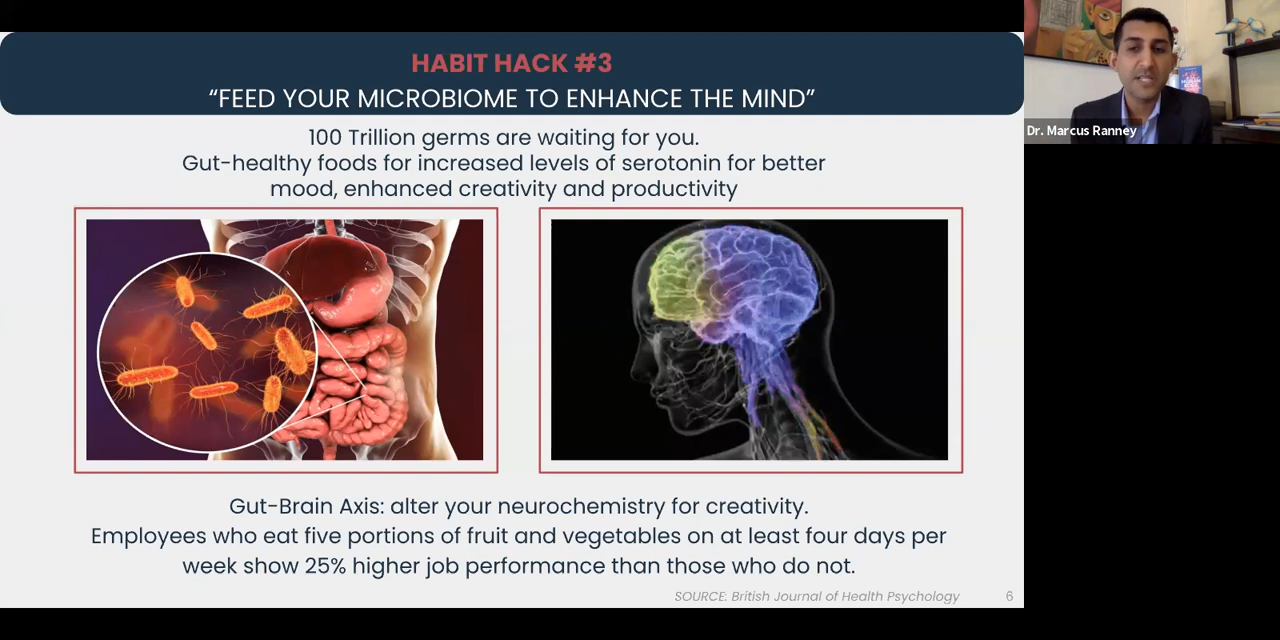 HABIT HACK #3
“FEED YOUR MICROBIOME TO ENHANCE THE MIND”
100 Trillion germs are waiting for you.
Gut-healthy foods for increased levels of serotonin for better
mood, enhanced creativity and productivity
Gut-Brain Axis: alter your neurochemistry for creativity.
Employees who eat five portions of fruit and vegetables on at least four days per
week show 25% higher job performance than those who do not.
SOURCE: British Journal of Health Psychology
6
Dr. Marcus Ranney